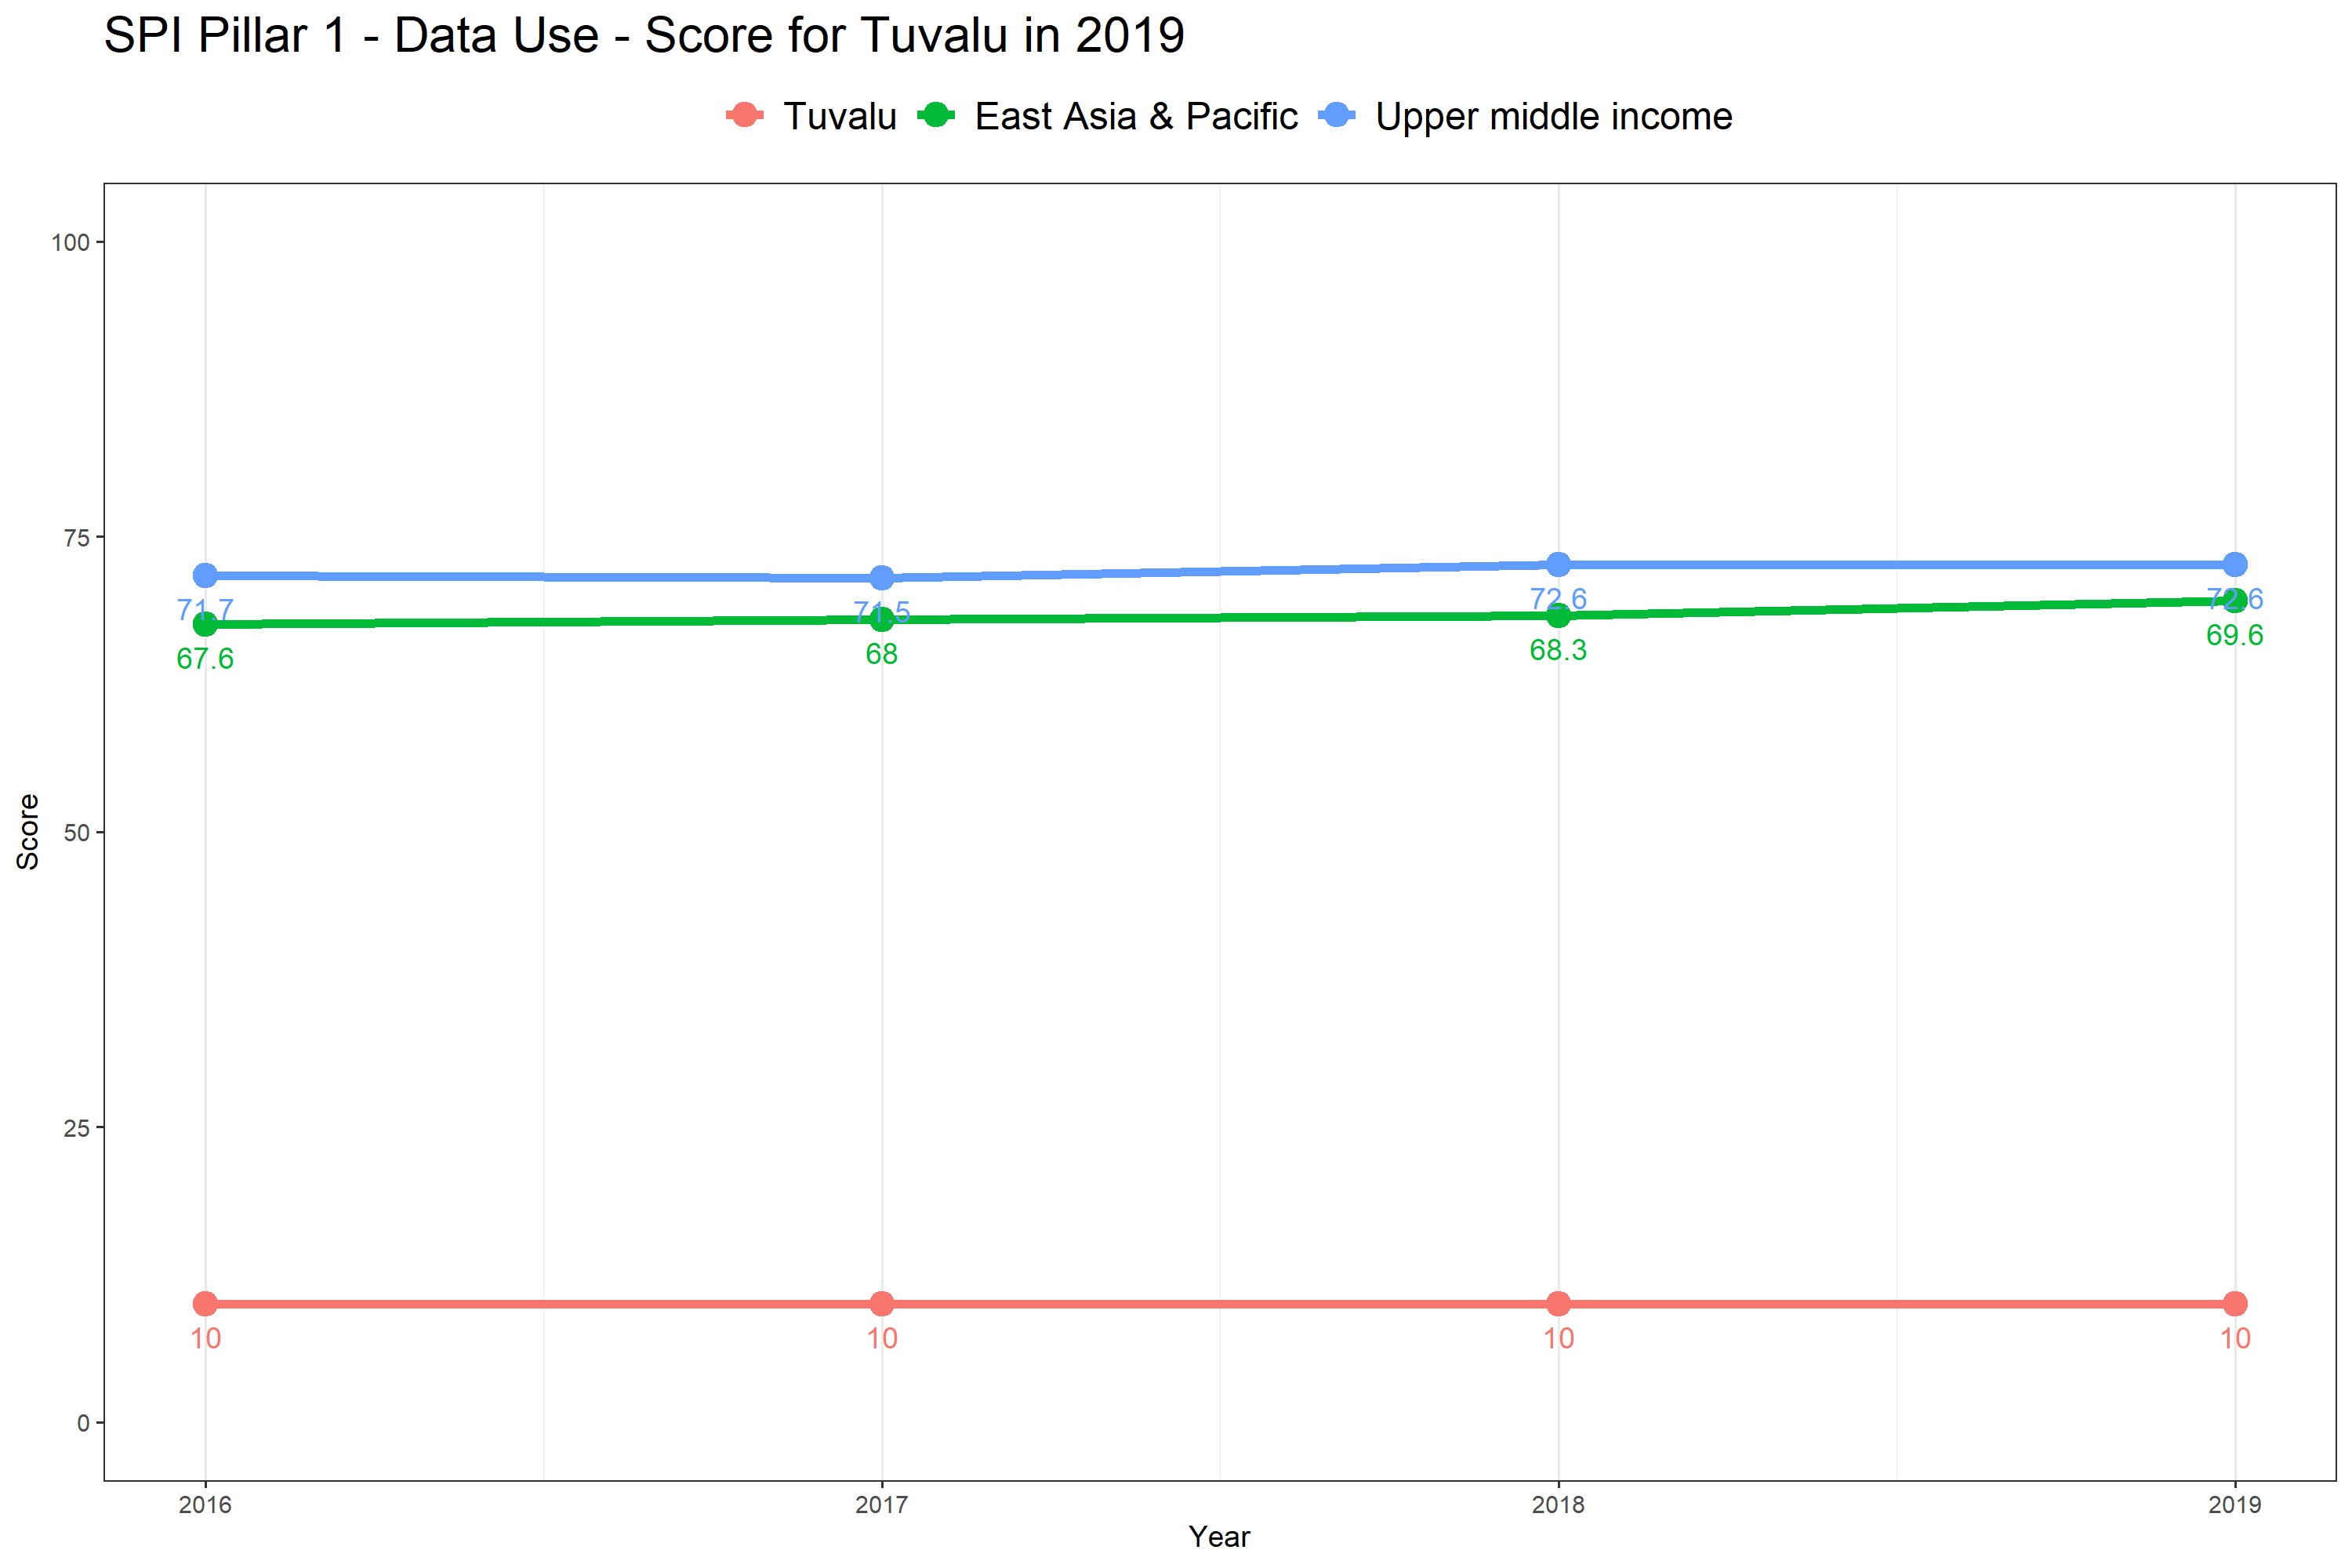 SPI Pillar 1 - Data Use - Score for Tuvalu in 2019
Tuvalu East Asia & Pacific Upper middle income
100
75
50
25
0
Score
71.7 71.5 72.6 72.6
67.6 68 68.3 69.6
10 10 10 10
2016 2017 2018 2019
Year